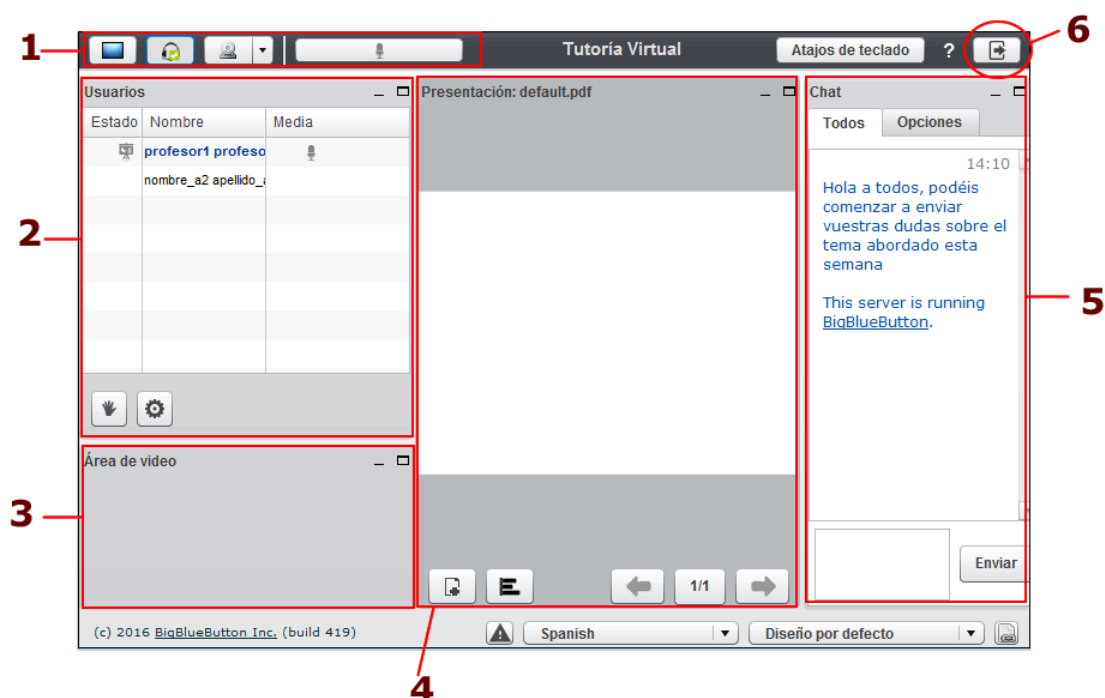 1
Tutoría Virtual
Atajos de teclado
?
6
Usuarios
Estado Nombre Media
profesor1 profeso
nombre_a2 apellido_a
2
Área de video
3
Presentación: default.pdf
1/1
4
Chat
Todos Opciones
14:10
Hola a todos, podéis
comenzar a enviar
vuestras dudas sobre el
tema abordado esta
semana
This server is running
BigBlueButton.
5
Enviar
(c) 2016 BigBlueButton Inc. (build 419)
Spanish
Diseño por defecto